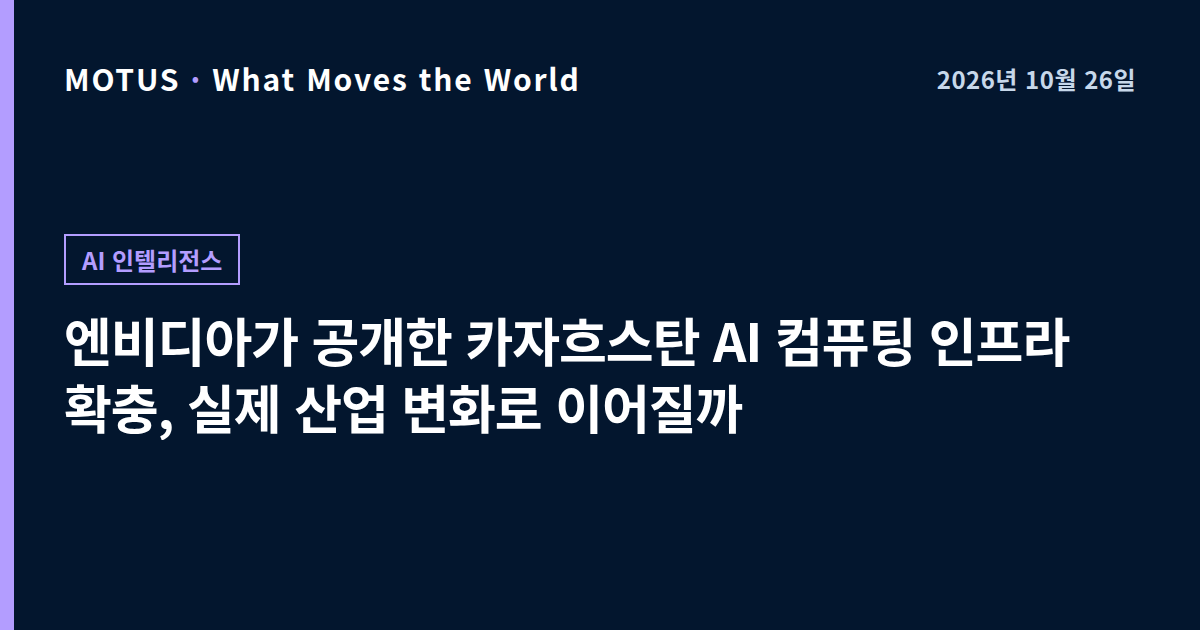 MOTUS · What Moves the World
2026년 10월 26일
AI 인텔리전스
엔비디아가 공개한 카자흐스탄 AI 컴퓨팅 인프라
확충, 실제 산업 변화로 이어질까